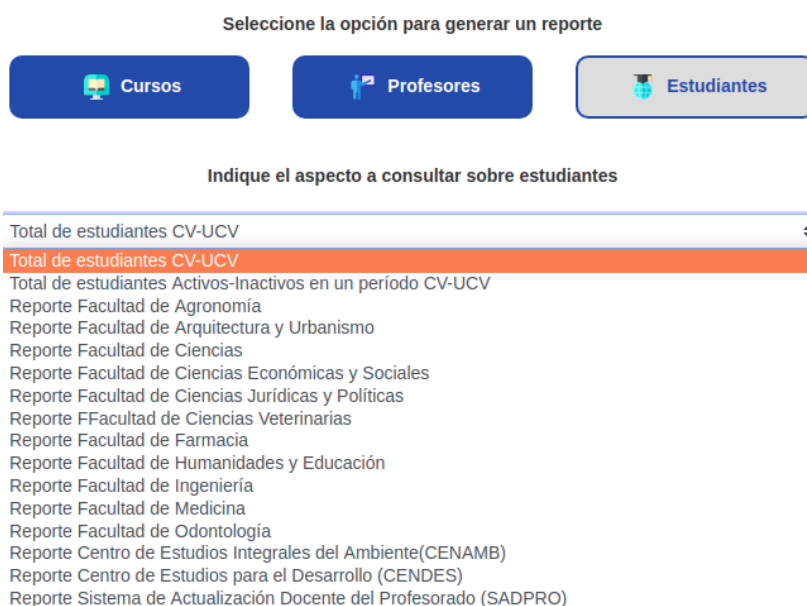 Seleccione la opción para generar un reporte
Cursos
Profesores
Estudiantes
Indique el aspecto a consultar sobre estudiantes
Total de estudiantes CV-UCV
Total de estudiantes CV-UCV
Total de estudiantes Activos-Inactivos en un período CV-UCV
Reporte Facultad de Agronomía
Reporte Facultad de Arquitectura y Urbanismo
Reporte Facultad de Ciencias
Reporte Facultad de Ciencias Económicas y Sociales
Reporte Facultad de Ciencias Jurídicas y Políticas
Reporte FFacultad de Ciencias Veterinarias
Reporte Facultad de Farmacia
Reporte Facultad de Humanidades y Educación
Reporte Facultad de Ingeniería
Reporte Facultad de Medicina
Reporte Facultad de Odontología
Reporte Centro de Estudios Integrales del Ambiente(CENAMB)
Reporte Centro de Estudios para el Desarrollo (CENDES)
Reporte Sistema de Actualización Docente del Profesorado (SADPRO)